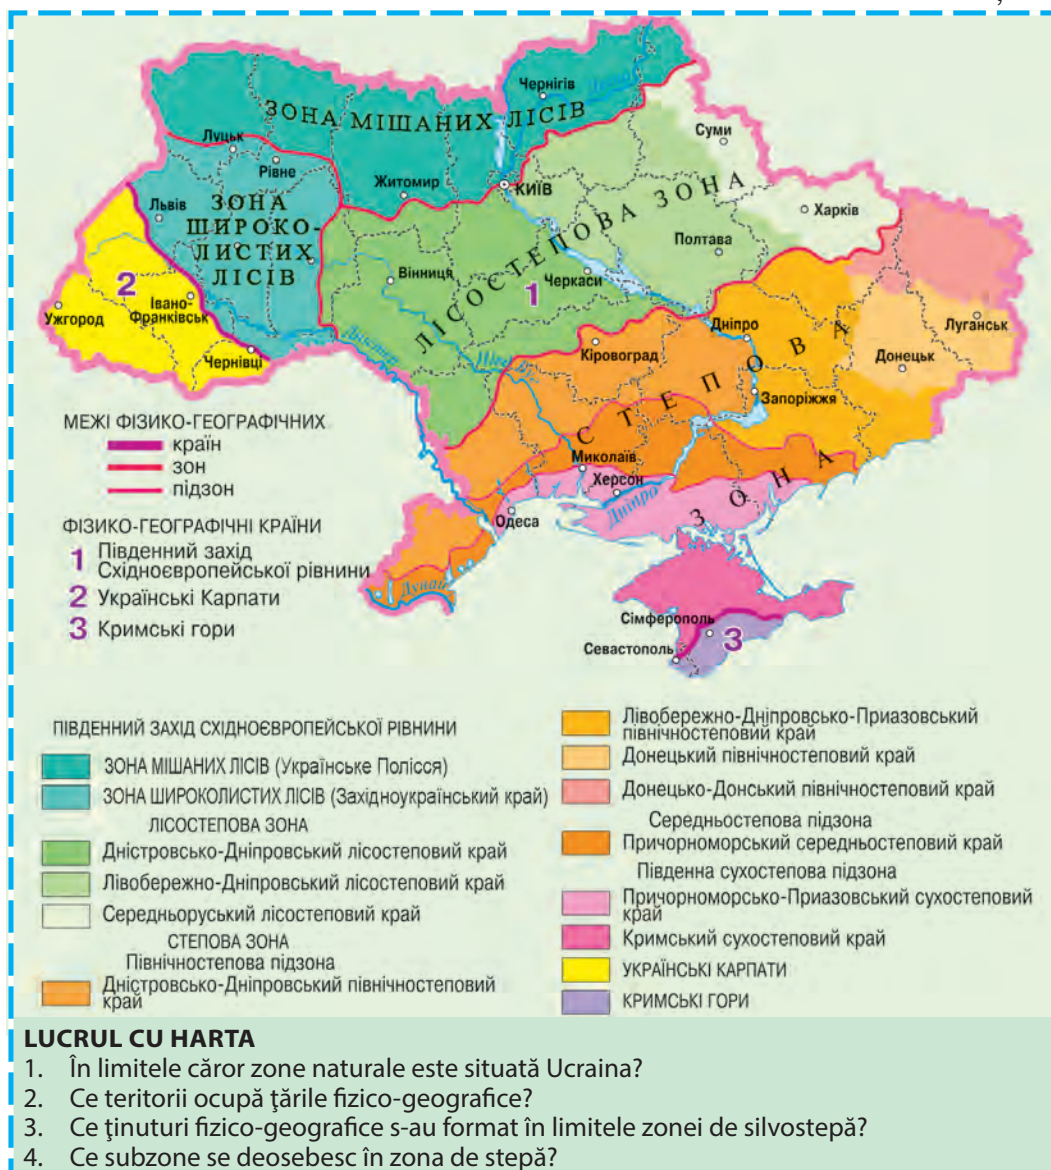 Чернігів
ЗОНА МІШАНИХ ЛІСІВ
Суми
Луцьк
Рівне
Житомир
КИЇВ
Львів
ЗОНА
ШИРОКО-
ЛИСТИХ
ЛІСІВ
Харків
ЛІСОСТЕПОВА ЗОНА
Полтава
Вінниця
Черкаси
1
2
Івано-
Франківськ
Ужгород
Чернівці
Дністер
Дніпро
Луганськ
Кіровоград
Донецьк
Запоріжжя
СТЕПОВА
ЗОНА
Миколаїв
Херсон
Дніпро
Одеса
Дунай
Сімферополь
3
Севастополь
МЕЖІ ФІЗИКО-ГЕОГРАФІЧНИХ
країн
зон
підзон
ФІЗИКО-ГЕОГРАФІЧНІ КРАЇНИ
1 Південний захід
Східноєвропейської рівнини
2 Українські Карпати
3 Кримські гори
ПІВДЕННИЙ ЗАХІД СХІДНОЄВРОПЕЙСЬКОЇ РІВНИНИ
ЗОНА МІШАНИХ ЛІСІВ (Українське Полісся)
ЗОНА ШИРОКОЛИСТИХ ЛІСІВ (Західноукраїнський край)
ЛІСОСТЕПОВА ЗОНА
Дністровсько-Дніпровський лісостеповий край
Лівобережно-Дніпровський лісостеповий край
Середньоруський лісостеповий край
СТЕПОВА ЗОНА
Північностепова підзона
Дністровсько-Дніпровський північностеповий
край
Лівобережно-Дніпровсько-Приазовський
північностеповий край
Донецький північностеповий край
Донецько-Донський північностеповий край
Середньостепова підзона
Причорноморський середньостеповий край
Південна сухостепова підзона
Причорноморсько-Приазовський сухостеповий
край
Кримський сухостеповий край
УКРАЇНСЬКІ КАРПАТИ
КРИМСЬКІ ГОРИ
LUCRUL CU HARTA
1. În limitele căror zone naturale este situată Ucraina?
2. Ce teritorii ocupă ţările fizico-geografice?
3. Ce ţinuturi fizico-geografice s-au format în limitele zonei de silvostepă?
4. Ce subzone se deosebesc în zona de stepă?